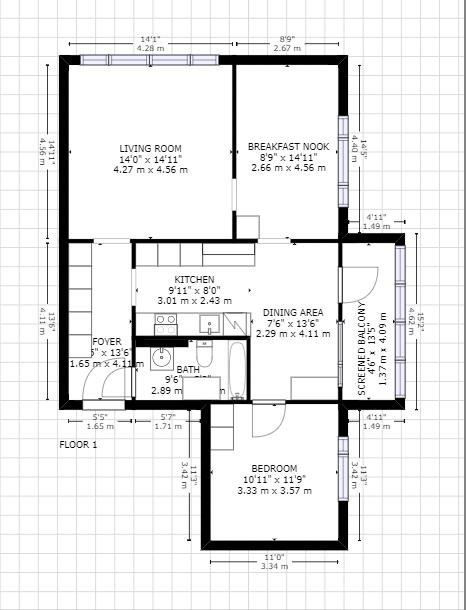 14'1"
4.28 m
8'9"
2.67 m
14'11"
4.56 m
LIVING ROOM
14'0" x 14'11"
4.27 m x 4.56 m
BREAKFAST NOOK
8'9" x 14'11"
2.66 m x 4.56 m
14'5"
4.40 m
4'11"
1.49 m
KITCHEN
9'11" x 8'0"
3.01 m x 2.43 m
DINING AREA
7'6" x 13'6"
2.29 m x 4.11 m
SCREENED BALCONY
4'6" x 13'5"
1.37 m x 4.09 m
15'2"
4.62 m
13'6"
4.11 m
FOYER
5" x 13'6"
1.65 m x 4.11 m
BATH
9'6"
2.89 m
5'5"
1.65 m
5'7"
1.71 m
4'11"
1.49 m
FLOOR 1
11'3"
3.42 m
BEDROOM
10'11" x 11'9"
3.33 m x 3.57 m
11'3"
3.42 m
11'0"
3.34 m